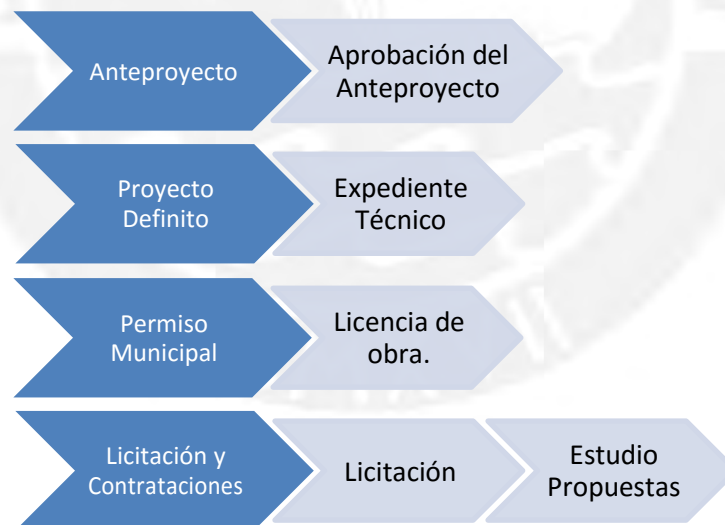 Anteproyecto
Aprobación del
Anteproyecto
Proyecto
Definito
Expediente
Técnico
Permiso
Municipal
Licencia de
obra.
Licitación y
Contrataciones
Licitación
Estudio
Propuestas